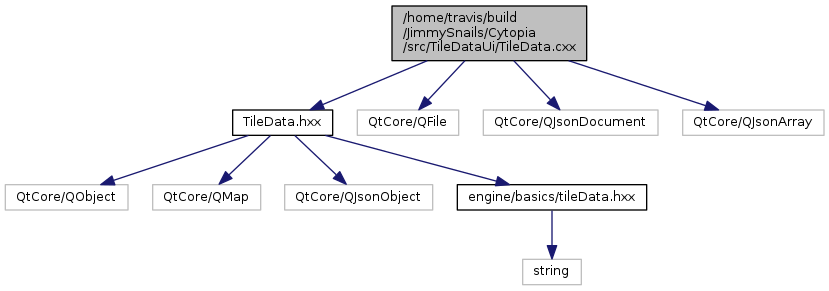 /home/travis/build
/JimmySnails/Cytopia
/src/TileDataUi/TileData.cxx
TileData.hxx
QtCore/QFile
QtCore/QJsonDocument
QtCore/QJsonArray
QtCore/QObject
QtCore/QMap
QtCore/QJsonObject
engine/basics/tileData.hxx
string